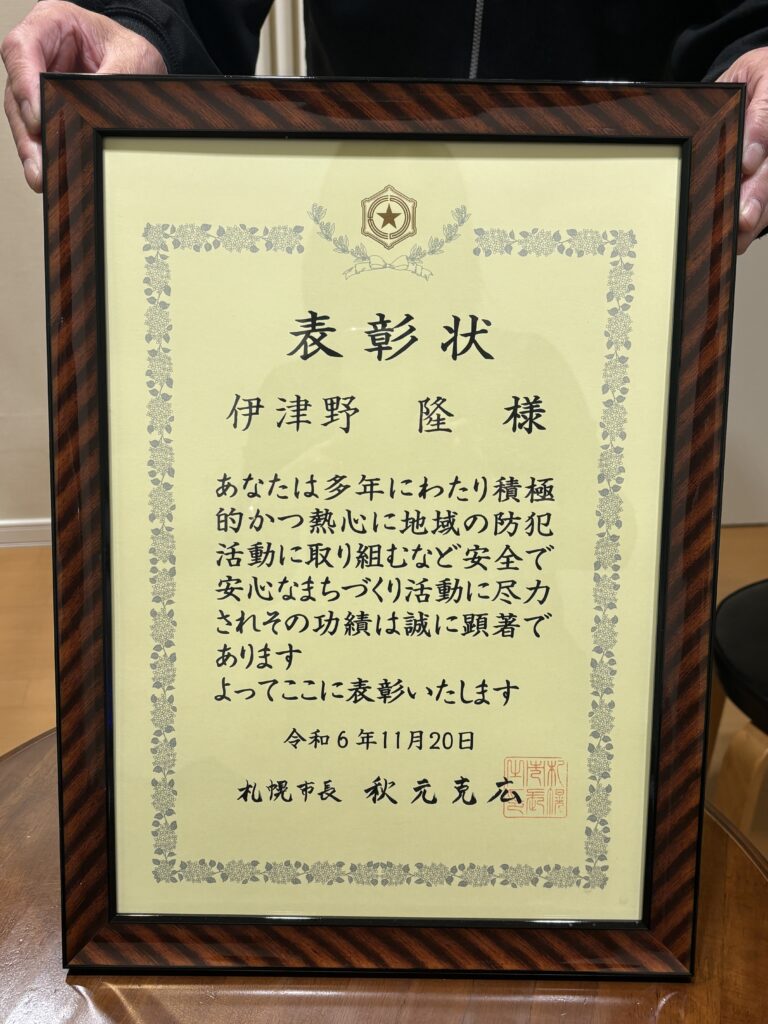 表彰状
伊津野 隆 様
あなたは多年にわたり積極
的かつ熱心に地域の防犯
活動に取り組むなど安全で
安心なまちづくり活動に尽力
されその功績は誠に顕著で
あります
よってここに表彰いたします
令和6年11月20日
札幌市長 秋元克広